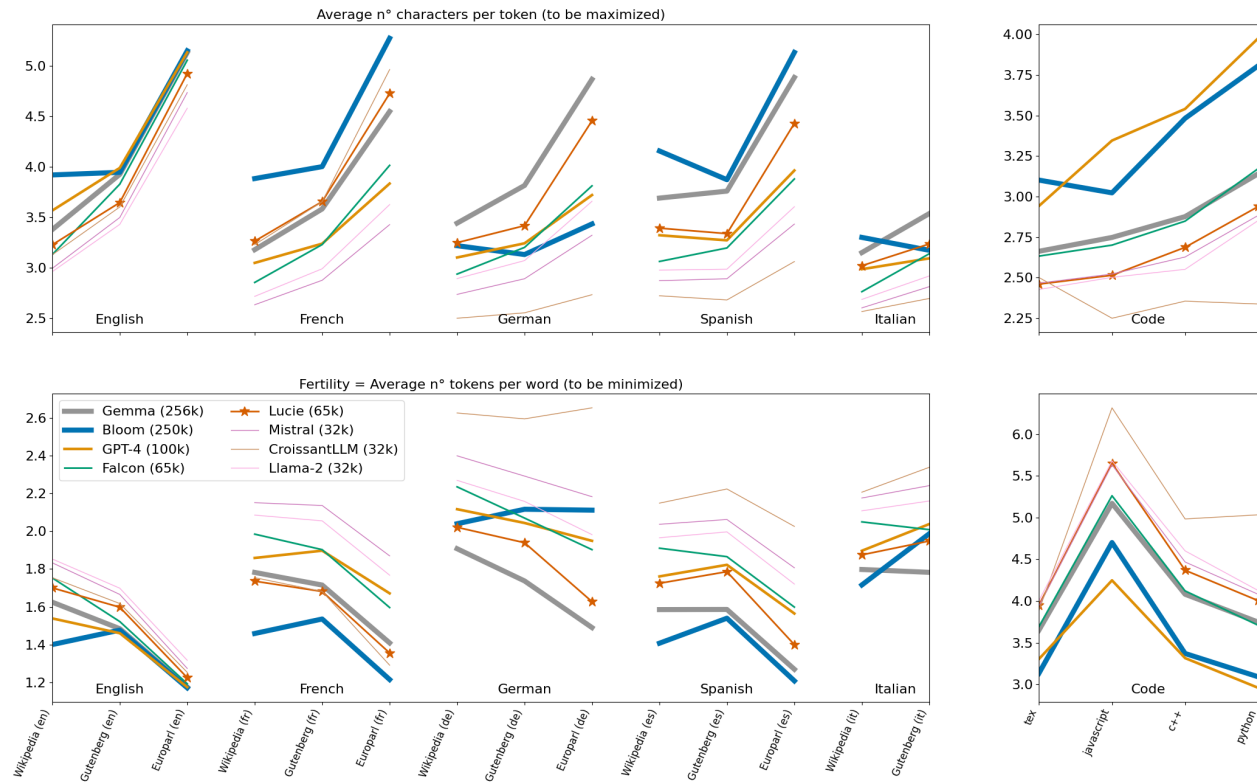 Average n° characters per token (to be maximized)
5.0
4.5
4.0
3.5
3.0
2.5
English
French
German
Spanish
Italian
4.00
3.75
3.50
3.25
3.00
2.75
2.50
2.25
Code
Fertility = Average n° tokens per word (to be minimized)
2.6
2.4
2.2
2.0
1.8
1.6
1.4
1.2
Gemma (256k)
Bloom (250k)
GPT-4 (100k)
Falcon (65k)
Lucie (65k)
Mistral (32k)
CroissantLLM (32k)
Llama-2 (32k)
English
French
German
Spanish
Italian
Wikipedia (en)
Gutenberg (en)
Europarl (en)
Wikipedia (fr)
Gutenberg (fr)
Europarl (fr)
Wikipedia (de)
Gutenberg (de)
Europarl (de)
Wikipedia (es)
Gutenberg (es)
Europarl (es)
Wikipedia (it)
Gutenberg (it)
6.0
5.5
5.0
4.5
4.0
3.5
3.0
Code
tex
javascript
c++
python